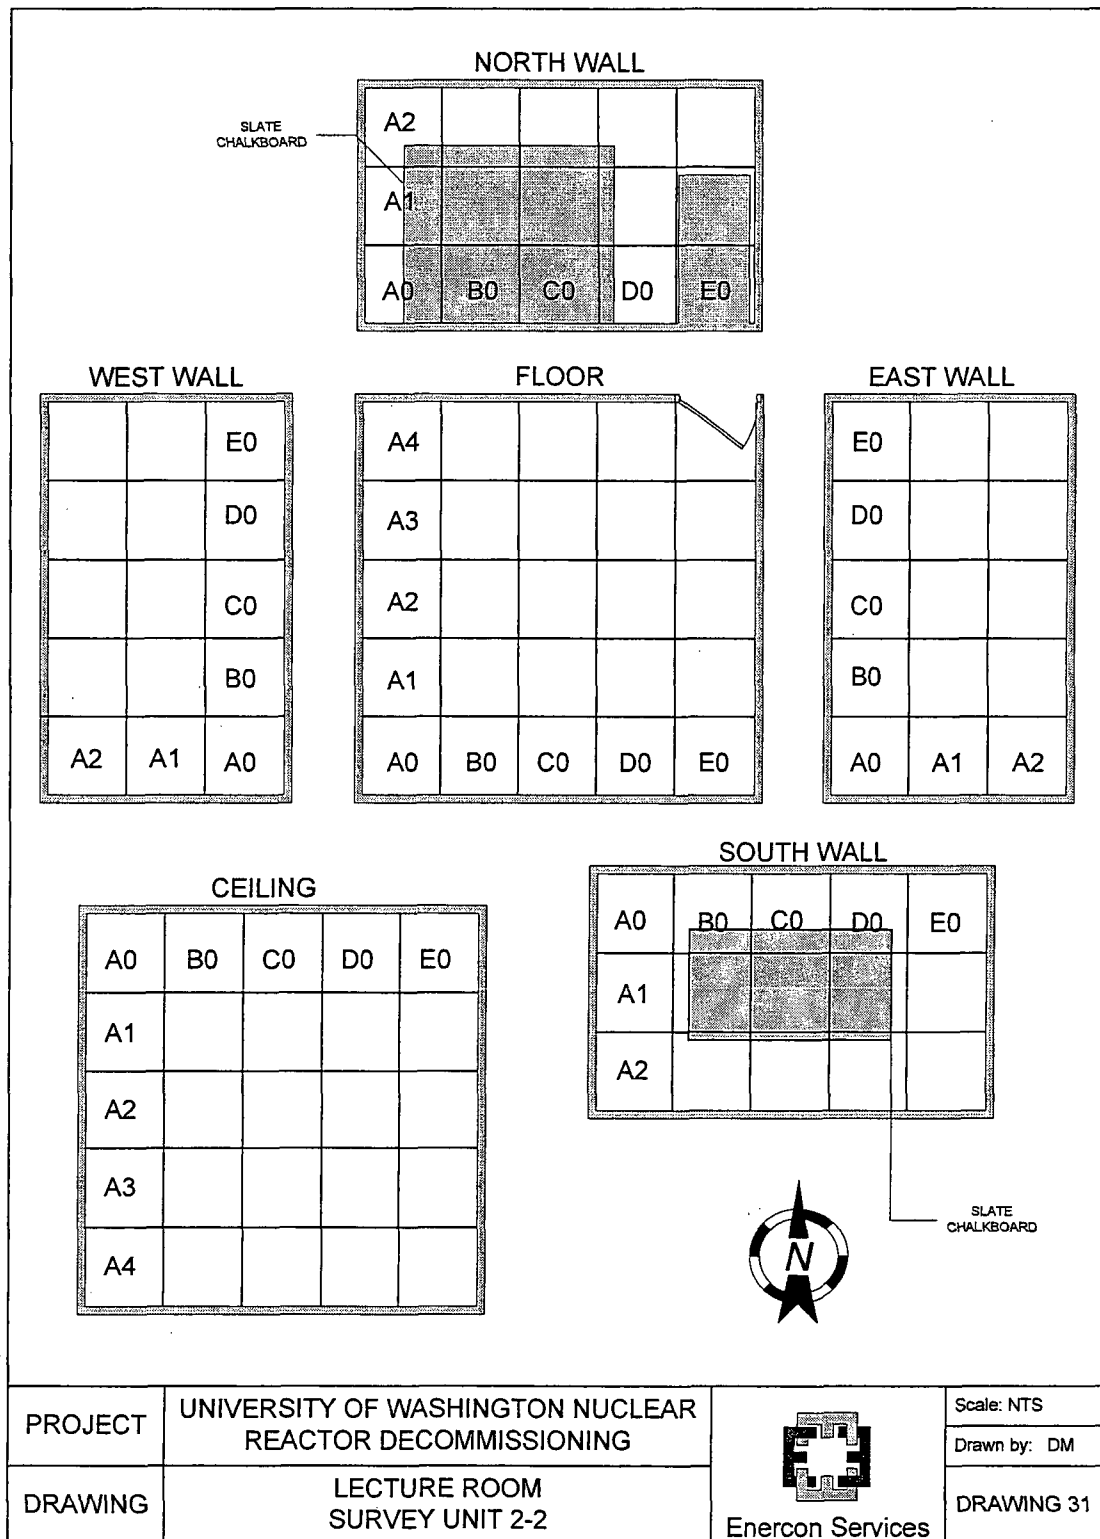 NORTH WALL
SLATE
CHALKBOARD
A2
A1
A0 B0 C0 D0 E0
WEST WALL
E0
D0
C0
B0
A2 A1 A0
FLOOR
A4
A3
A2
A1
A0 B0 C0 D0 E0
EAST WALL
E0
D0
C0
B0
A0 A1 A2
CEILING
A0 B0 C0 D0 E0
A1
A2
A3
A4
SOUTH WALL
A0 B0 C0 D0 E0
A1
A2
SLATE
CHALKBOARD
N
PROJECT
UNIVERSITY OF WASHINGTON NUCLEAR
REACTOR DECOMMISSIONING
DRAWING
LECTURE ROOM
SURVEY UNIT 2-2
Enercon Services
Scale: NTS
Drawn by: DM
DRAWING 31